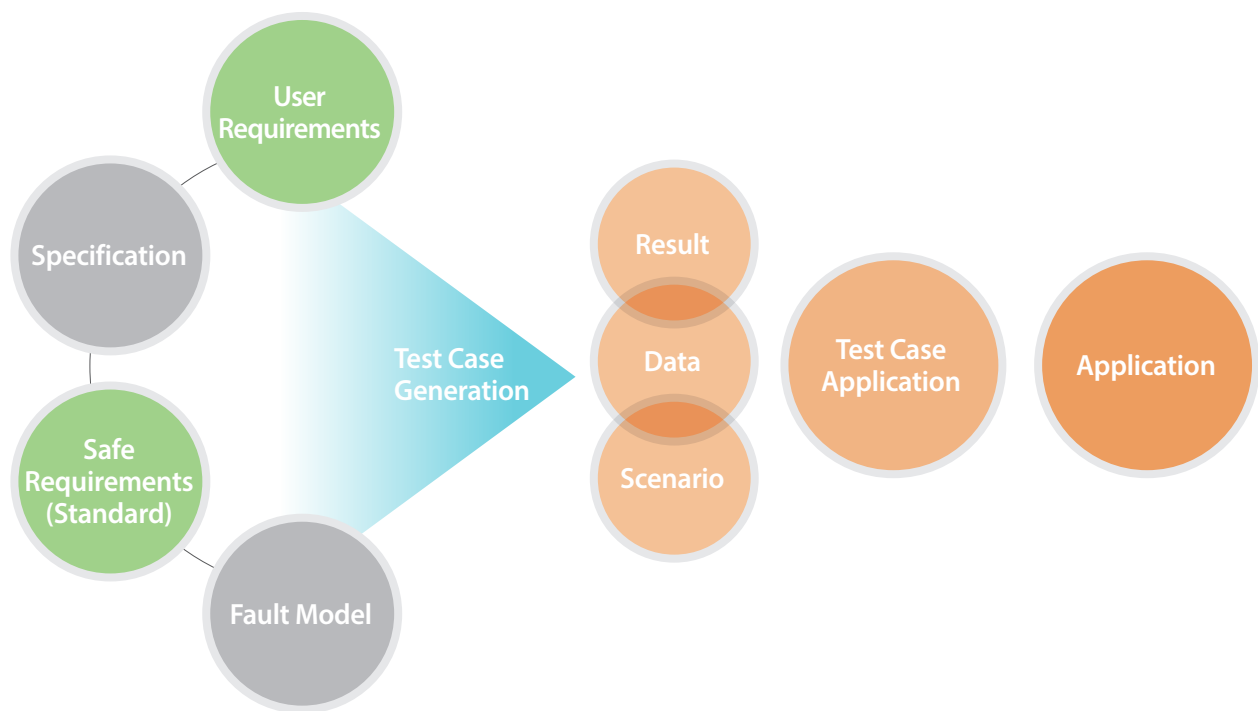 User
Requirements
Specification
Safe
Requirements
(Standard)
Fault Model
Test Case
Generation
Result
Data
Scenario
Test Case
Application
Application